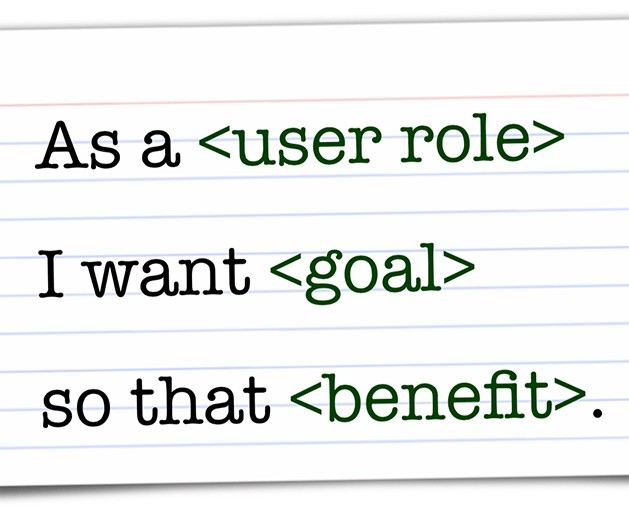 As a <user role>
I want <goal>
so that <benefit>.